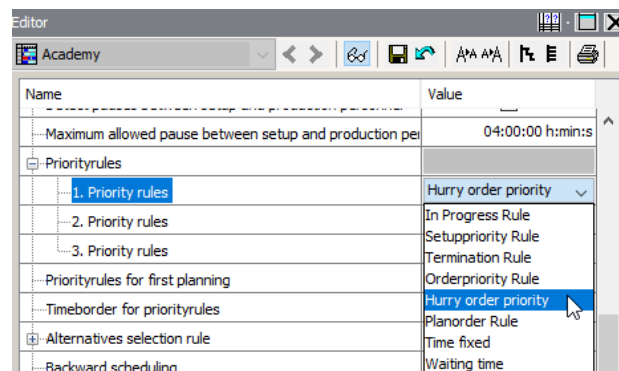 Editor
Academy
Name
Value
Maximum allowed pause between setup and production per
04:00:00 h:min:s
Priorityrules
1. Priority rules
Hurry order priority
2. Priority rules
3. Priority rules
In Progress Rule
Setuppriority Rule
Termination Rule
Orderpriority Rule
Hurry order priority
Planorder Rule
Time fixed
Waiting time
Priorityrules for first planning
Timeborder for priorityrules
Alternatives selection rule
Backward scheduling